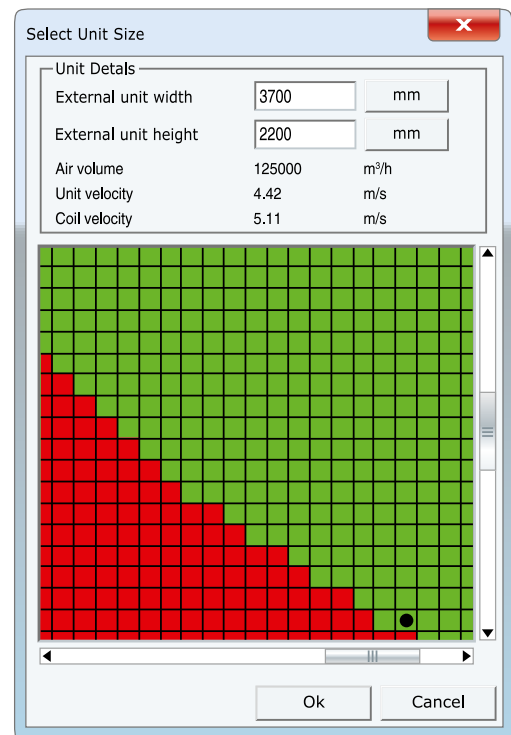 Select Unit Size
Unit Detals
External unit width 3700 mm
External unit height 2200 mm
Air volume 125000 m³/h
Unit velocity 4.42 m/s
Coil velocity 5.11 m/s
Ok Cancel